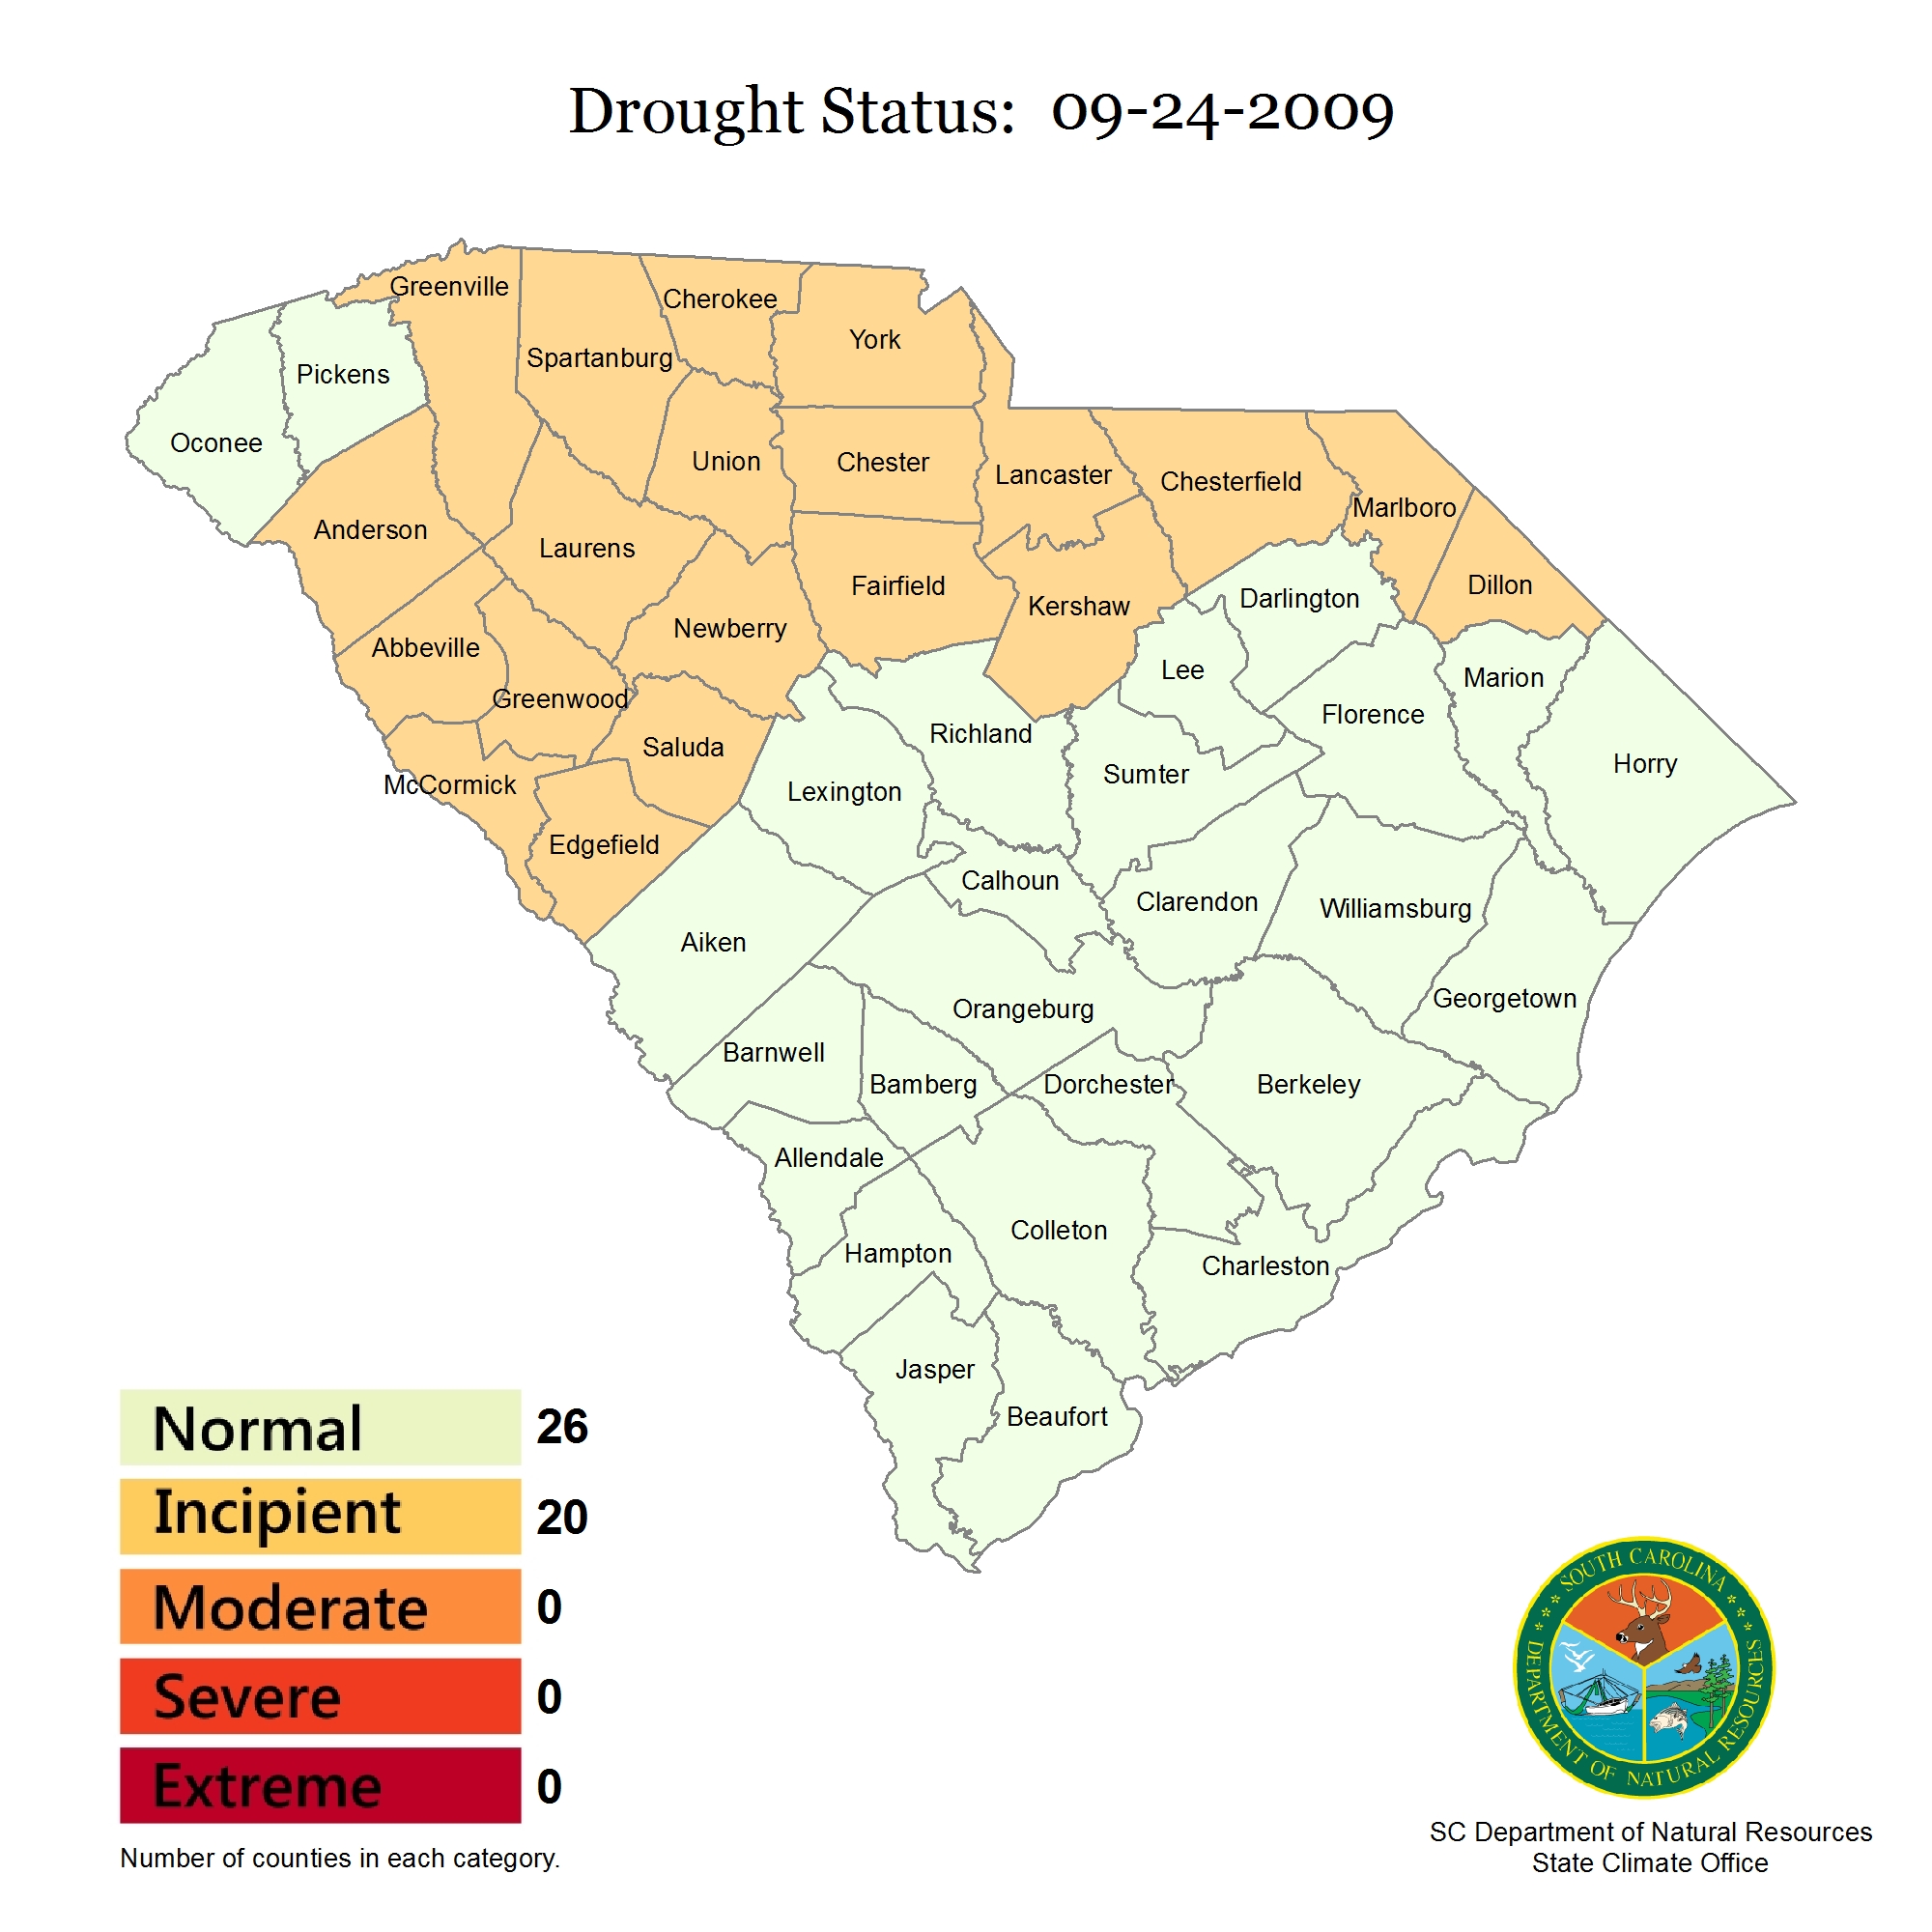 Drought Status: 09-24-2009
Greenville
Cherokee
York
Spartanburg
Pickens
Oconee
Union
Chester
Lancaster
Chesterfield
Marlboro
Anderson
Laurens
Fairfield
Kershaw
Darlington
Dillon
Abbeville
Newberry
Lee
Marion
Greenwood
Saluda
Richland
Florence
Horry
McCormick
Lexington
Sumter
Edgefield
Calhoun
Clarendon
Williamsburg
Aiken
Orangeburg
Georgetown
Barnwell
Bamberg
Dorchester
Berkeley
Allendale
Colleton
Hampton
Charleston
Jasper
Beaufort
Normal 26
Incipient 20
Moderate 0
Severe 0
Extreme 0
Number of counties in each category.
SOUTH CAROLINA
DEPARTMENT OF NATURAL RESOURCES
SC Department of Natural Resources
State Climate Office